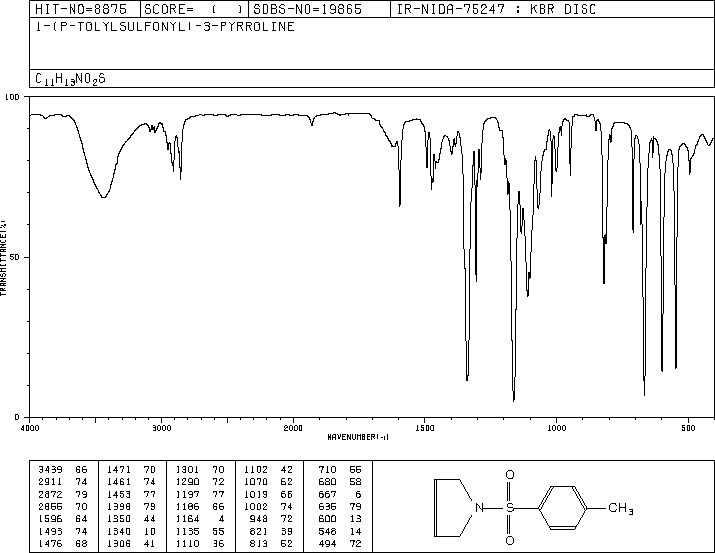 HIT-NO=8875 SCORE= ( ) SDBS-NO=19865 IR-NIDA-75247 : KBR DISC
1-(P-TOLYLSULFONYL)-3-PYRROLINE
C11H13NO2S
100
50
0
TRANSMITTANCE(%)
4000 3000 2000 1500 1000 500
WAVENUMBER(-1)
3439 66 1471 70 1301 70 1102 42 710 55
2911 74 1461 74 1290 72 1070 62 680 58
2872 79 1453 77 1197 77 1019 66 667 6
2855 70 1398 79 1186 66 1002 74 635 79
1596 64 1350 44 1164 4 948 72 600 13
1493 74 1340 10 1135 55 821 39 548 14
1476 68 1306 41 1110 36 813 52 494 72
O
N S CH3
O